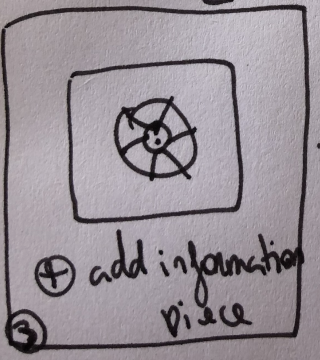 ⊕ add information
piece
③